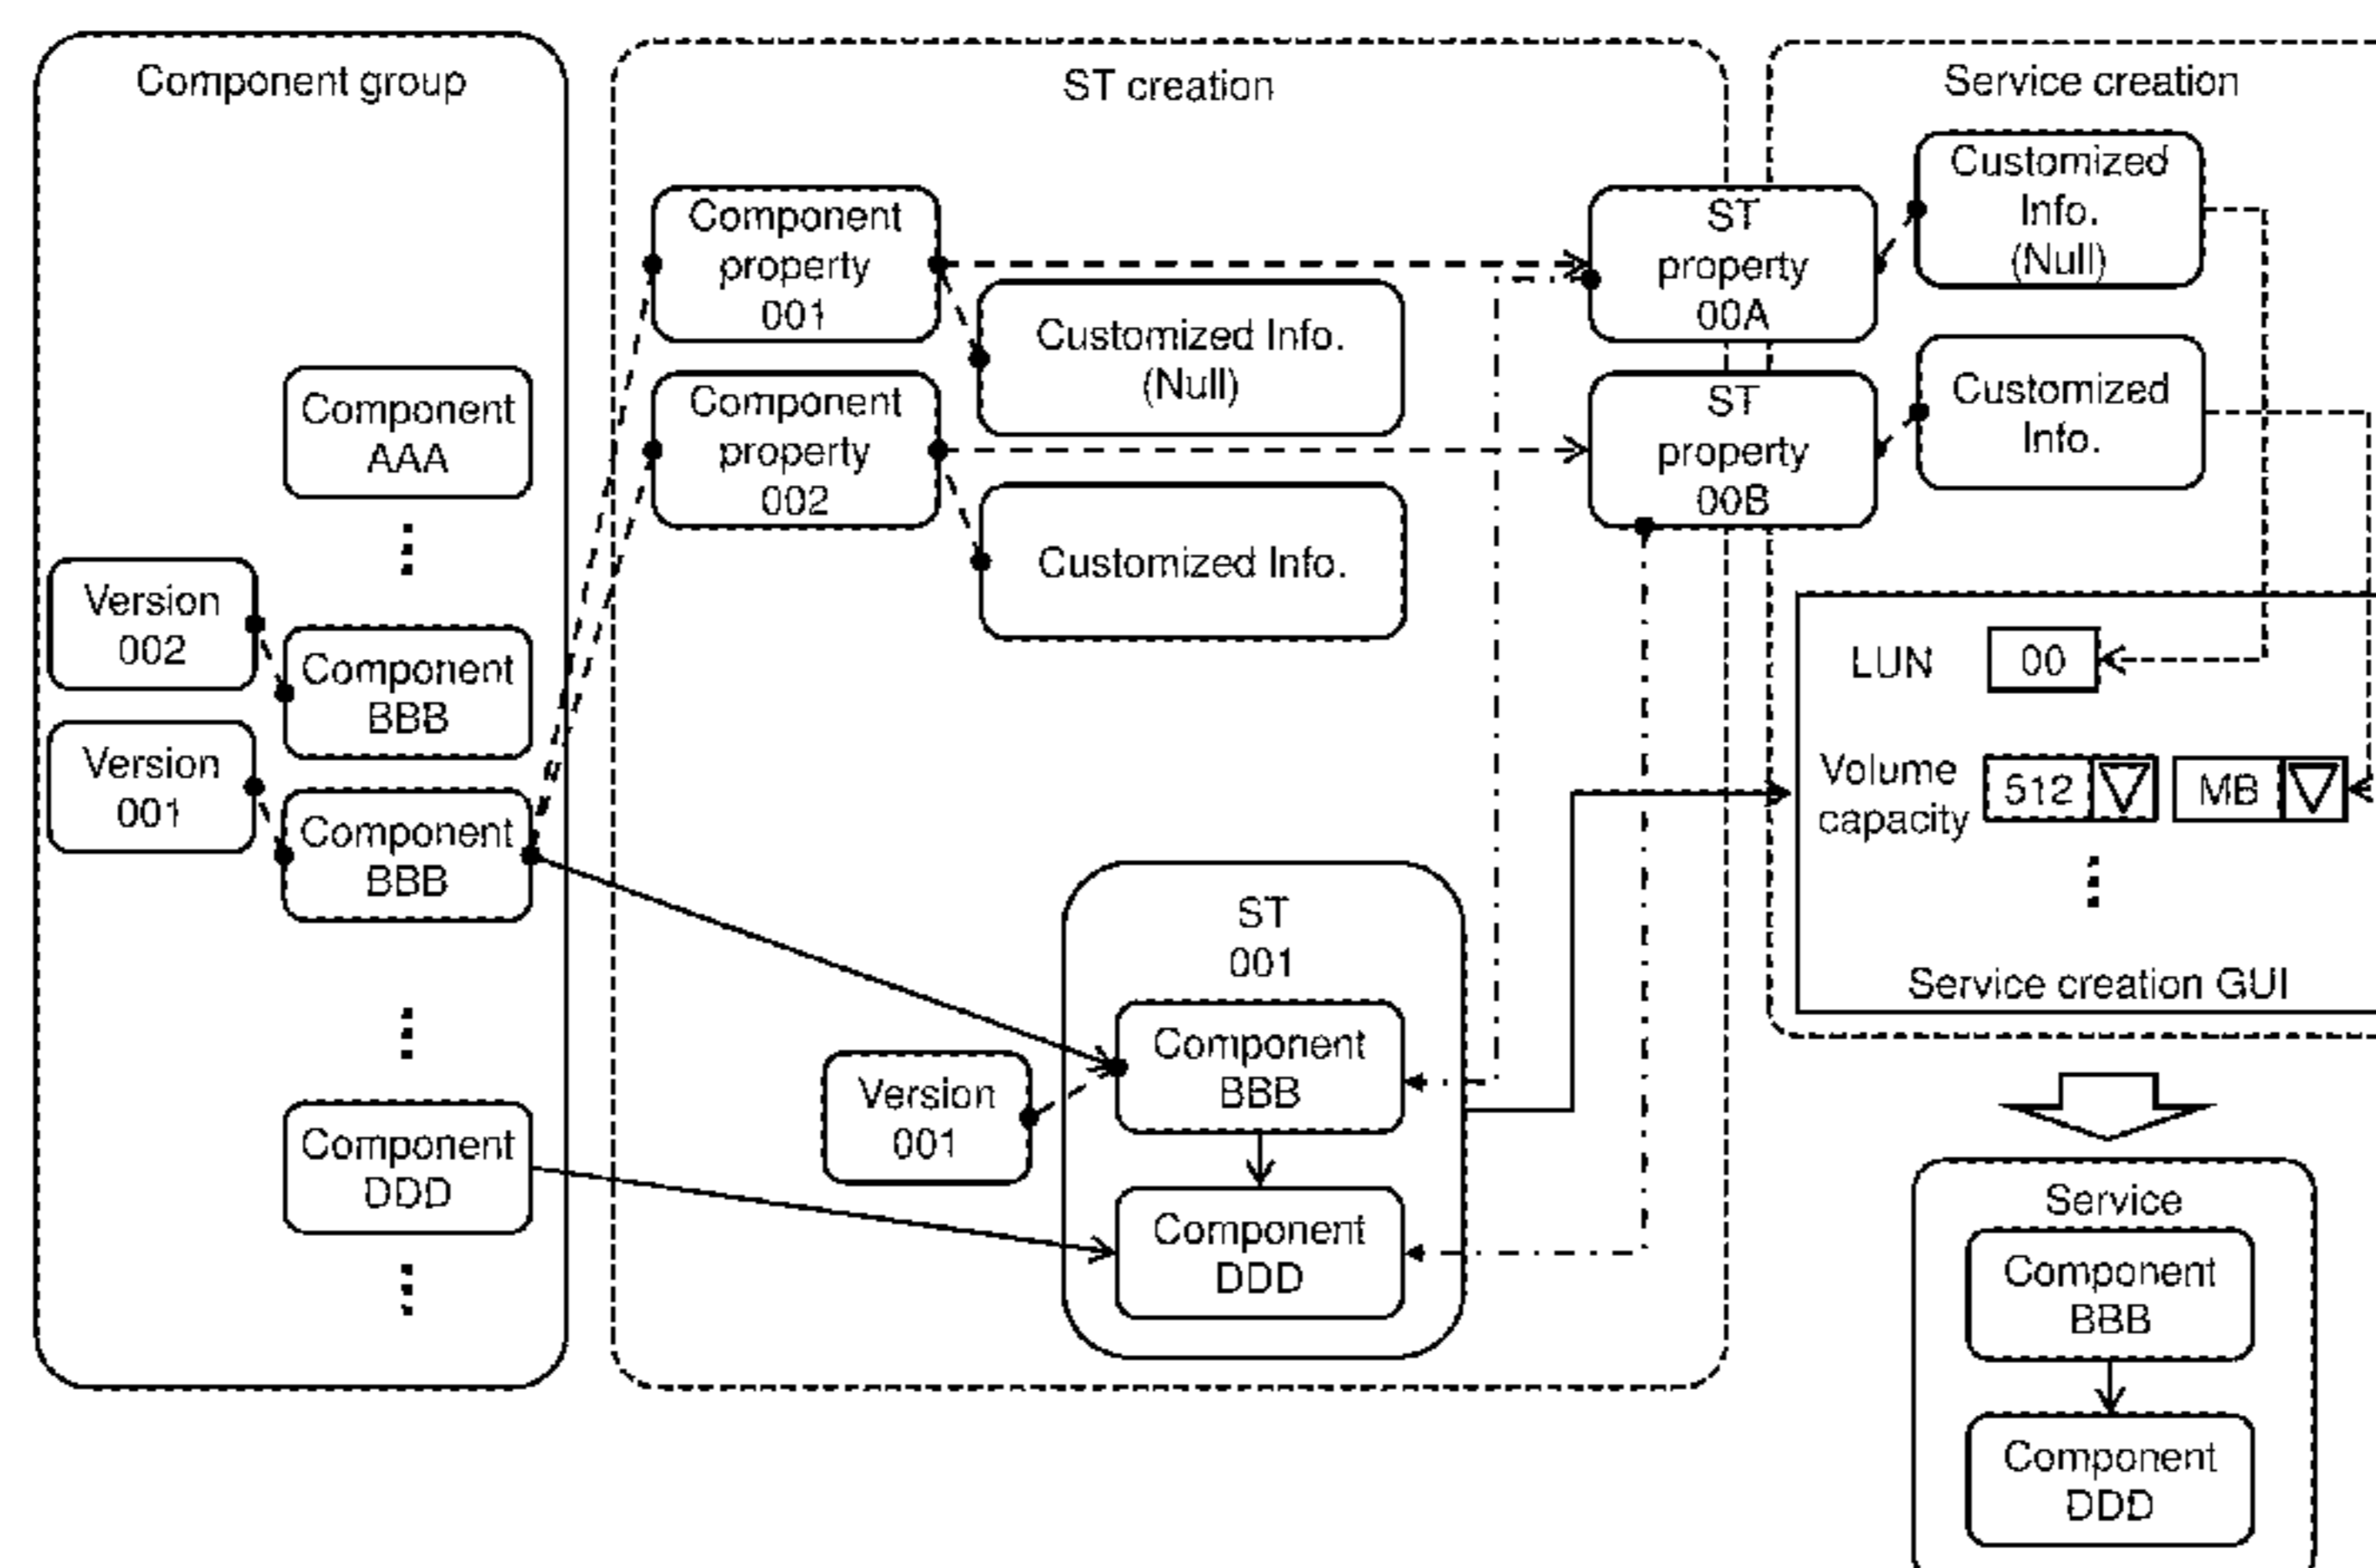 Component group
Component
AAA
Version
002
Component
BBB
Version
001
Component
BBB
Component
DDD
ST creation
Component
property
001
Customized Info.
(Null)
Component
property
002
Customized Info.
ST
property
00A
ST
property
00B
ST
001
Component
BBB
Version
001
Component
DDD
Service creation
Customized
Info.
(Null)
Customized
Info.
LUN 00
Volume
capacity
512 MB
Service creation GUI
Service
Component
BBB
Component
DDD